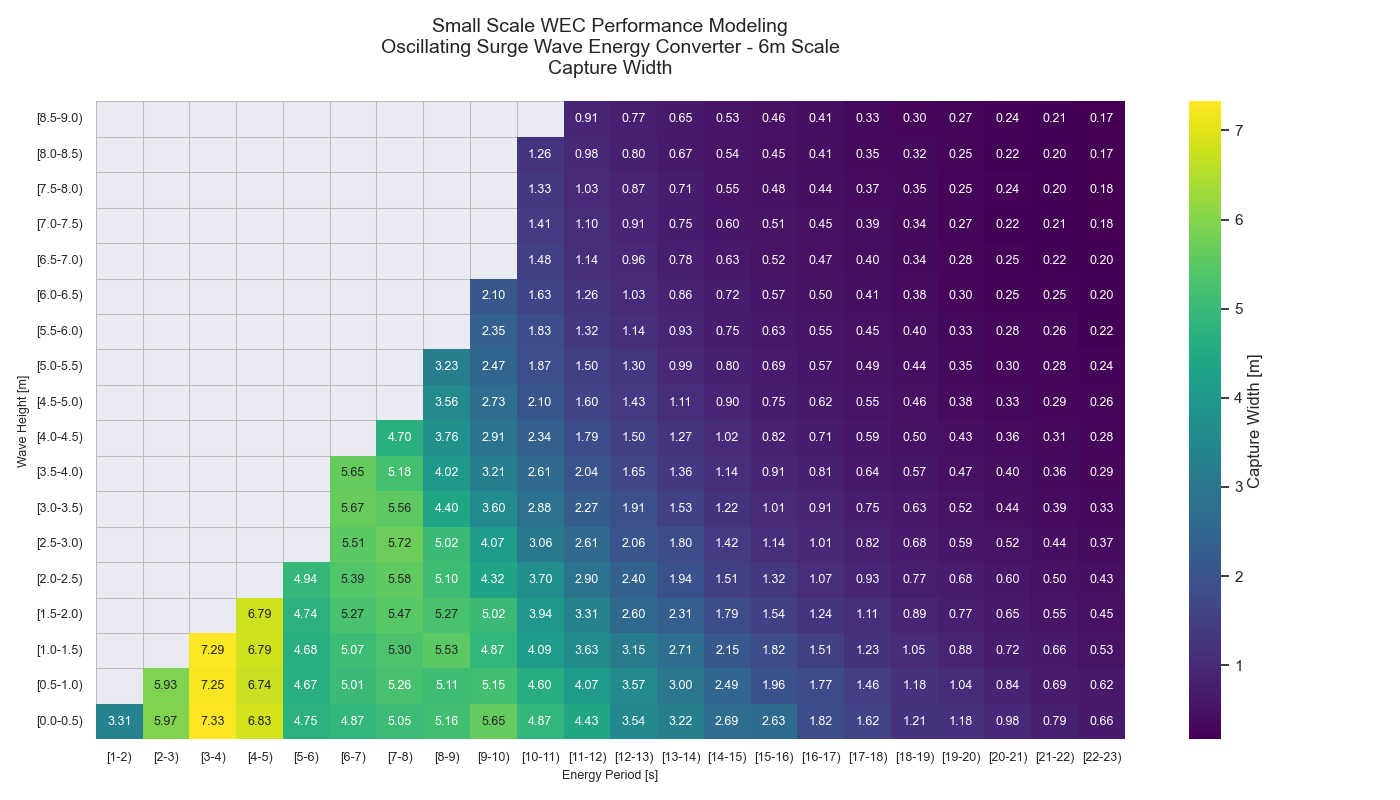 Small Scale WEC Performance Modeling
Oscillating Surge Wave Energy Converter - 6m Scale
Capture Width
[8.5-9.0) 0.91 0.77 0.65 0.53 0.46 0.41 0.33 0.30 0.27 0.24 0.21 0.17
[8.0-8.5) 1.26 0.98 0.80 0.67 0.54 0.45 0.41 0.35 0.32 0.25 0.22 0.20 0.17
[7.5-8.0) 1.33 1.03 0.87 0.71 0.55 0.48 0.44 0.37 0.35 0.25 0.24 0.20 0.18
[7.0-7.5) 1.41 1.10 0.91 0.75 0.60 0.51 0.45 0.39 0.34 0.27 0.22 0.21 0.18
[6.5-7.0) 1.48 1.14 0.96 0.78 0.63 0.52 0.47 0.40 0.34 0.28 0.25 0.22 0.20
[6.0-6.5) 2.10 1.63 1.26 1.03 0.86 0.72 0.57 0.50 0.41 0.38 0.30 0.25 0.25 0.20
[5.5-6.0) 2.35 1.83 1.32 1.14 0.93 0.75 0.63 0.55 0.45 0.40 0.33 0.28 0.26 0.22
[5.0-5.5) 3.23 2.47 1.87 1.50 1.30 0.99 0.80 0.69 0.57 0.49 0.44 0.35 0.30 0.28 0.24
[4.5-5.0) 3.56 2.73 2.10 1.60 1.43 1.11 0.90 0.75 0.62 0.55 0.46 0.38 0.33 0.29 0.26
[4.0-4.5) 4.70 3.76 2.91 2.34 1.79 1.50 1.27 1.02 0.82 0.71 0.59 0.50 0.43 0.36 0.31 0.28
[3.5-4.0) 5.65 5.18 4.02 3.21 2.61 2.04 1.65 1.36 1.14 0.91 0.81 0.64 0.57 0.47 0.40 0.36 0.29
[3.0-3.5) 5.67 5.56 4.40 3.60 2.88 2.27 1.91 1.53 1.22 1.01 0.91 0.75 0.63 0.52 0.44 0.39 0.33
[2.5-3.0) 5.51 5.72 5.02 4.07 3.06 2.61 2.06 1.80 1.42 1.14 1.01 0.82 0.68 0.59 0.52 0.44 0.37
[2.0-2.5) 4.94 5.39 5.58 5.10 4.32 3.70 2.90 2.40 1.94 1.51 1.32 1.07 0.93 0.77 0.68 0.60 0.50 0.43
[1.5-2.0) 6.79 4.74 5.27 5.47 5.27 5.02 3.94 3.31 2.60 2.31 1.79 1.54 1.24 1.11 0.89 0.77 0.65 0.55 0.45
[1.0-1.5) 7.29 6.79 4.68 5.07 5.30 5.53 4.87 4.09 3.63 3.15 2.71 2.15 1.82 1.51 1.23 1.05 0.88 0.72 0.66 0.53
[0.5-1.0) 5.93 7.25 6.74 4.67 5.01 5.26 5.11 5.15 4.60 4.07 3.57 3.00 2.49 1.96 1.77 1.46 1.18 1.04 0.84 0.69 0.62
[0.0-0.5) 3.31 5.97 7.33 6.83 4.75 4.87 5.05 5.16 5.65 4.87 4.43 3.54 3.22 2.69 2.63 1.82 1.62 1.21 1.18 0.98 0.79 0.66
[1-2) [2-3) [3-4) [4-5) [5-6) [6-7) [7-8) [8-9) [9-10) [10-11) [11-12) [12-13) [13-14) [14-15) [15-16) [16-17) [17-18) [18-19) [19-20) [20-21) [21-22) [22-23)
Energy Period [s]
Wave Height [m]
7
6
5
4
3
2
1
Capture Width [m]